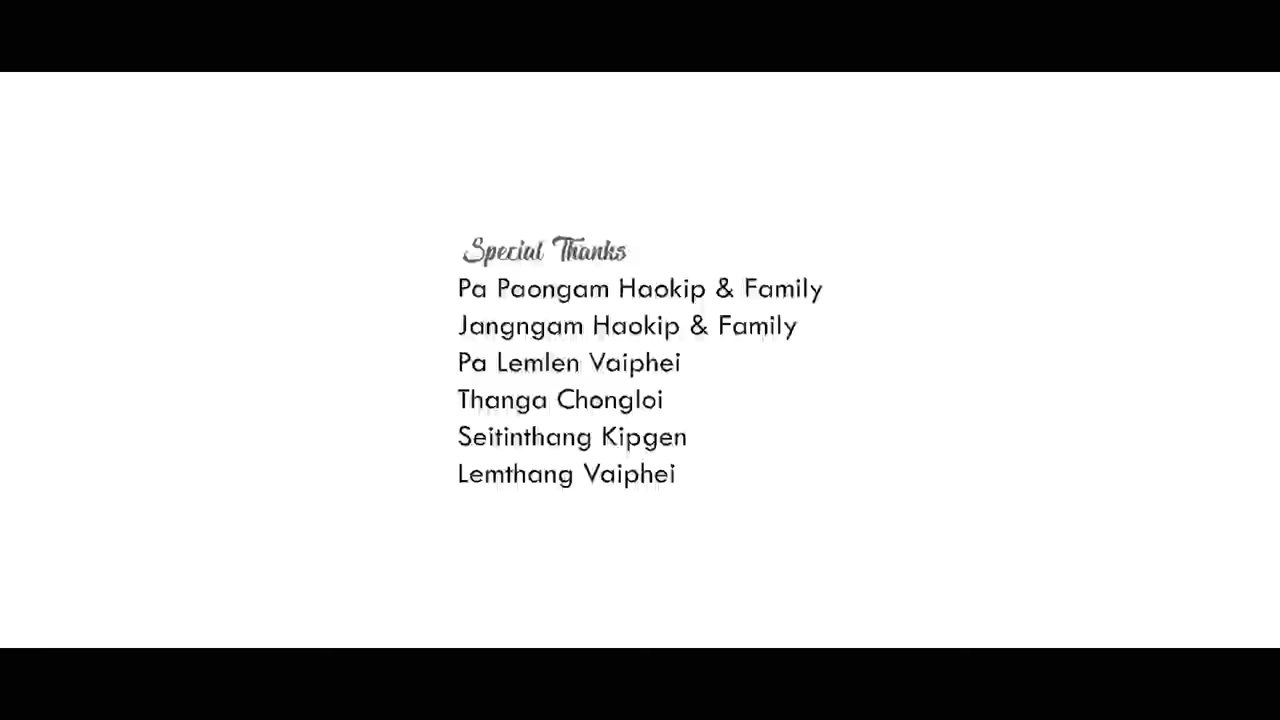 Special Thanks
Pa Paongam Haokip & Family
Jangngam Haokip & Family
Pa Lemlen Vaiphei
Thanga Chongloi
Seitinthang Kipgen
Lemthang Vaiphei